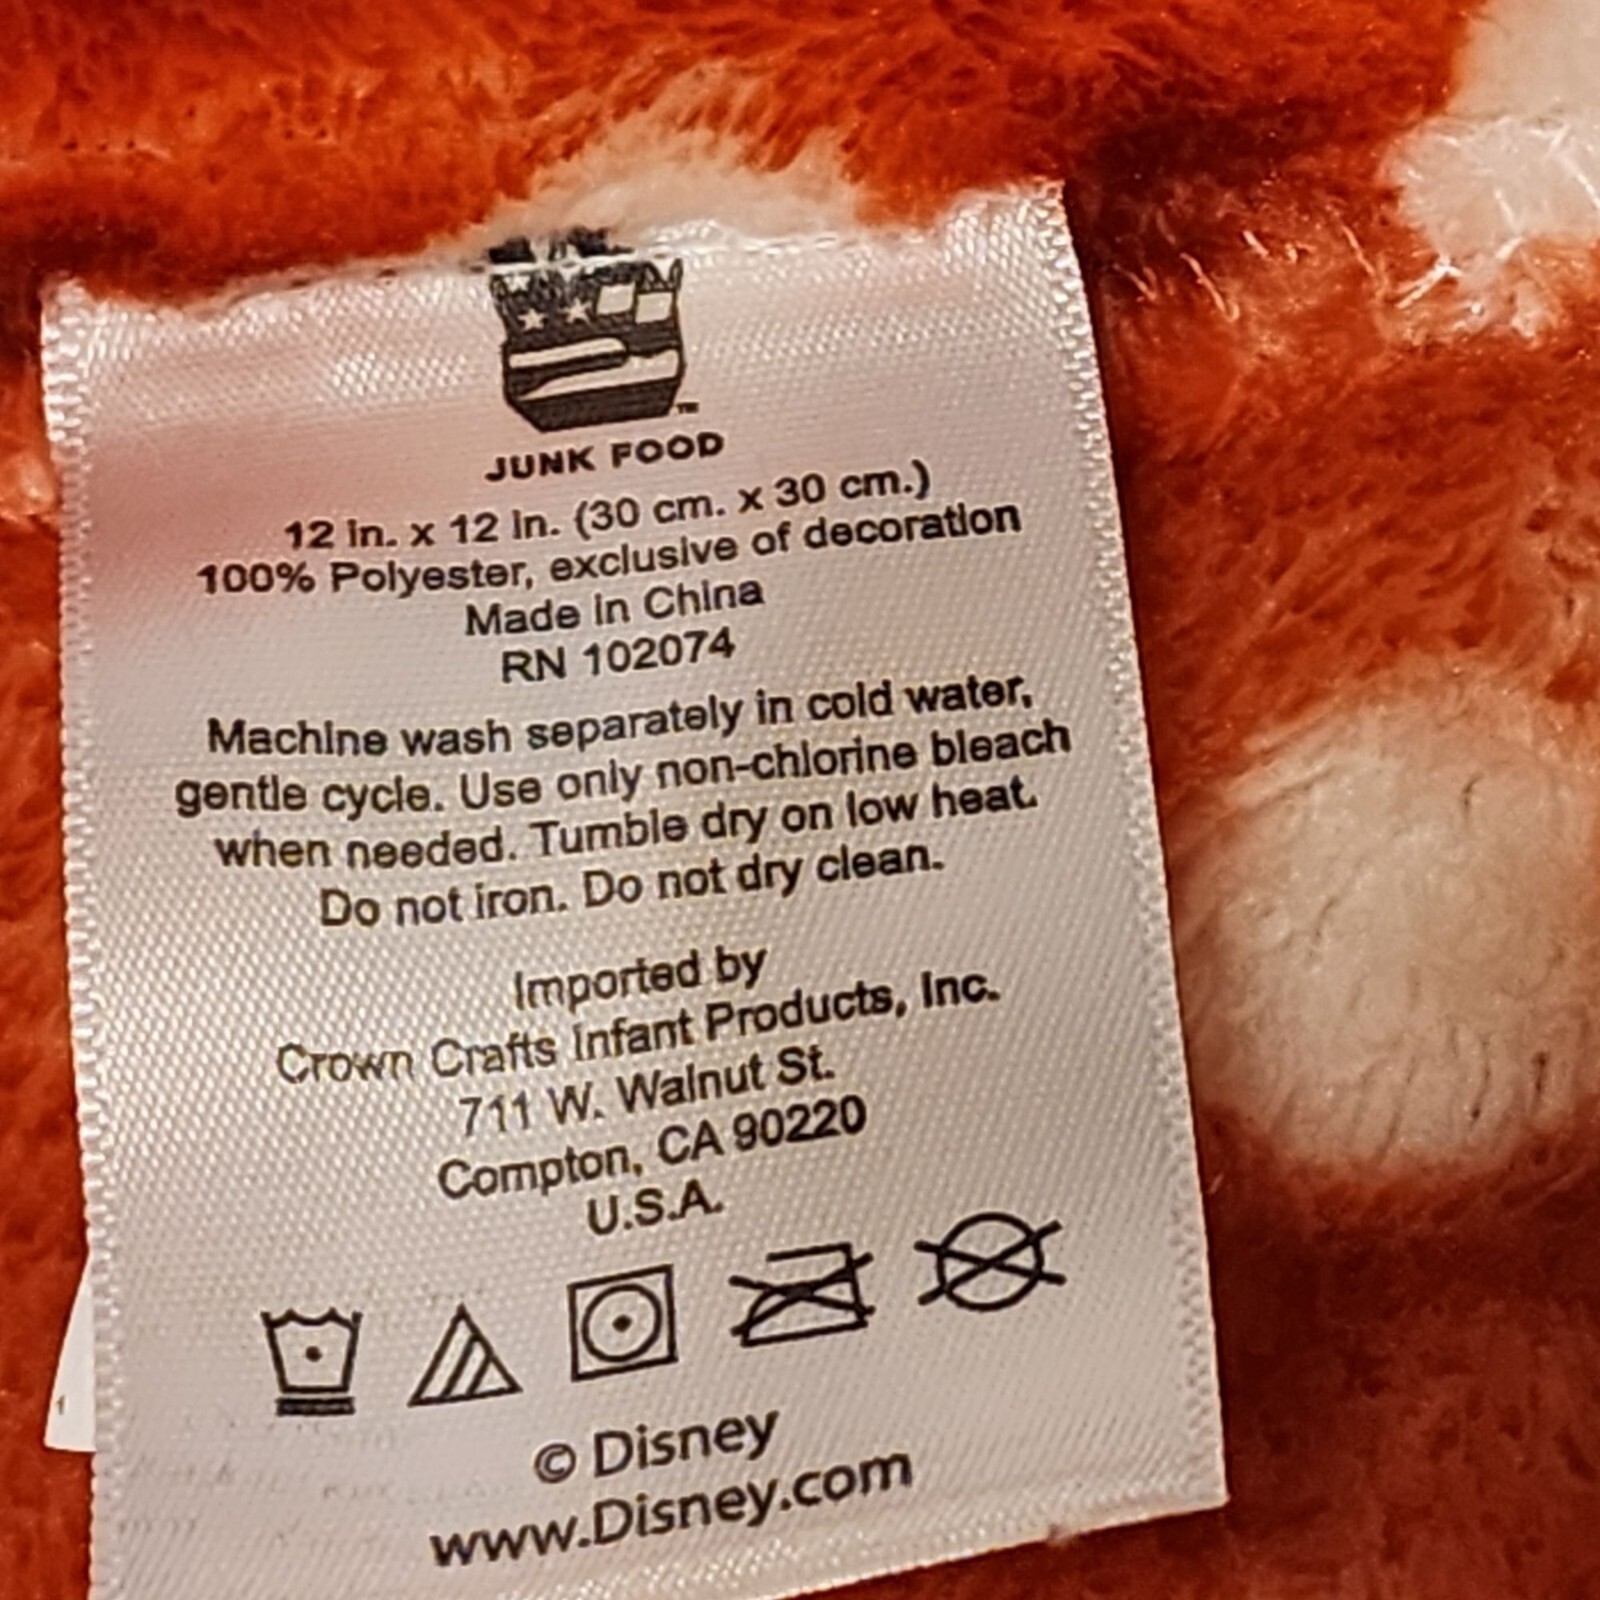 TM
JUNK FOOD
12 in. x 12 in. (30 cm. x 30 cm.)
100% Polyester, exclusive of decoration
Made in China
RN 102074
Machine wash separately in cold water,
gentle cycle. Use only non-chlorine bleach
when needed. Tumble dry on low heat.
Do not iron. Do not dry clean.
Imported by
Crown Crafts Infant Products, Inc.
711 W. Walnut St.
Compton, CA 90220
U.S.A.
© Disney
www.Disney.com